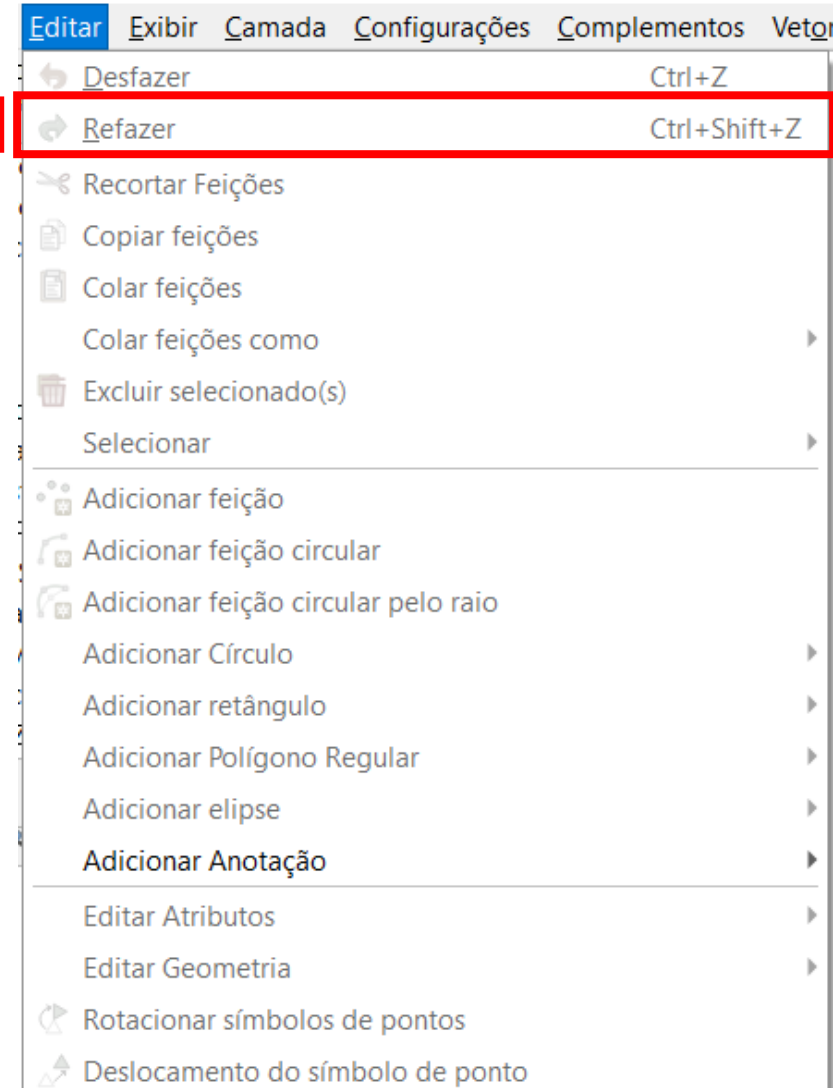 Editar Exibir Camada Configurações Complementos Vetor
Desfazer Ctrl+Z
Refazer Ctrl+Shift+Z
Recortar Feições
Copiar feições
Colar feições
Colar feições como
Excluir selecionado(s)
Selecionar
Adicionar feição
Adicionar feição circular
Adicionar feição circular pelo raio
Adicionar Círculo
Adicionar retângulo
Adicionar Polígono Regular
Adicionar elipse
Adicionar Anotação
Editar Atributos
Editar Geometria
Rotacionar símbolos de pontos
Deslocamento do símbolo de ponto